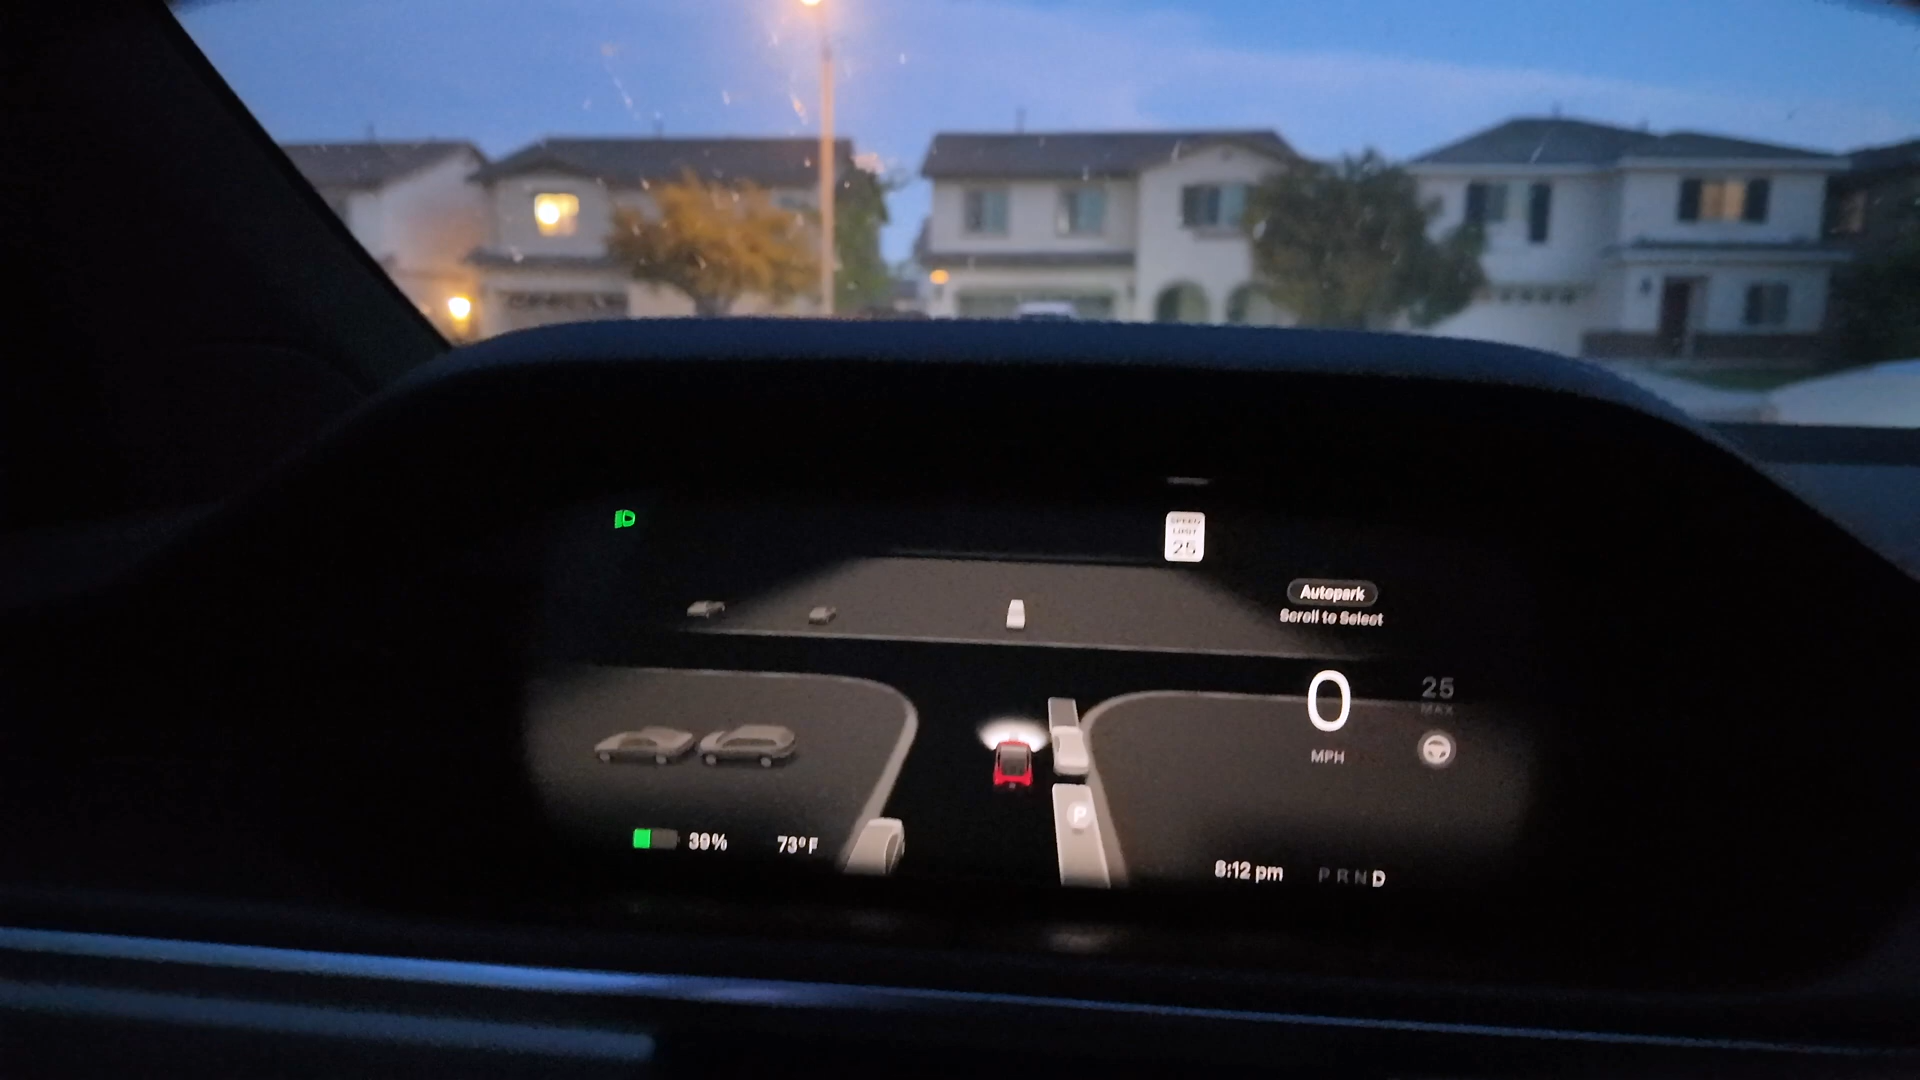 SPEED
LIMIT
25
Autopark
Scroll to Select
0
25
MAX
MPH
P
39%
73°F
8:12 pm
P R N D